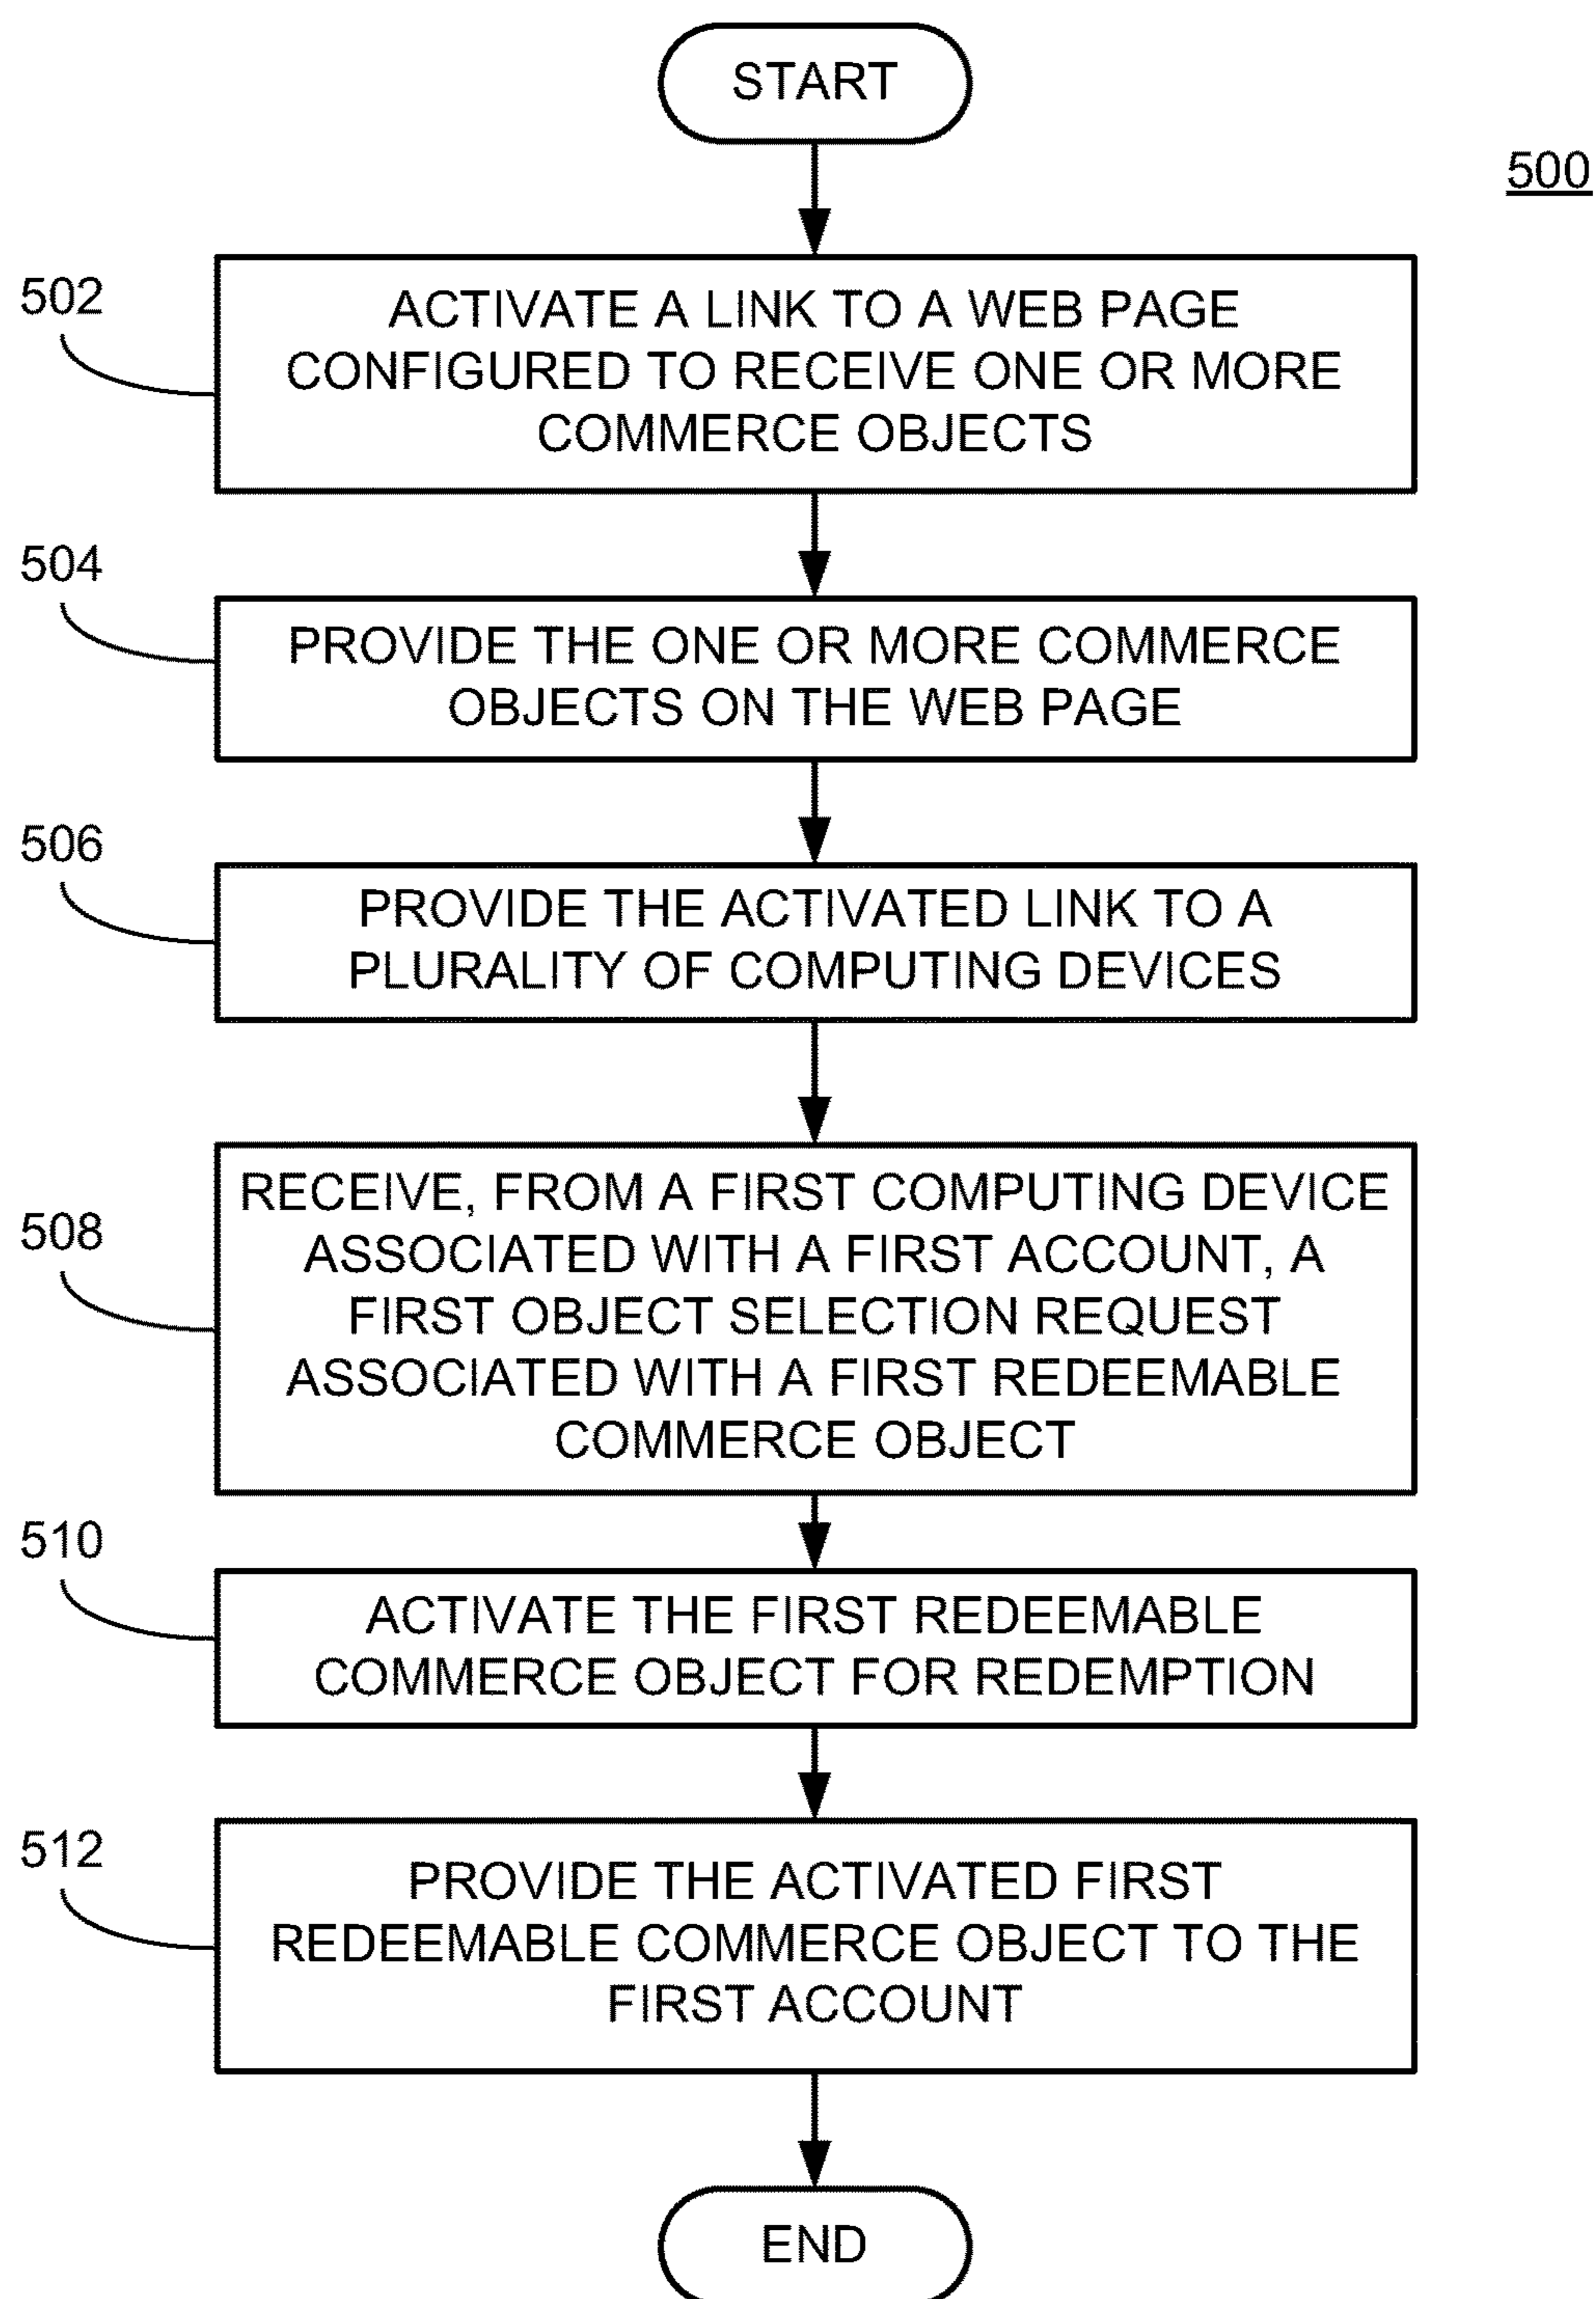 START
500
502
ACTIVATE A LINK TO A WEB PAGE
CONFIGURED TO RECEIVE ONE OR MORE
COMMERCE OBJECTS
504
PROVIDE THE ONE OR MORE COMMERCE
OBJECTS ON THE WEB PAGE
506
PROVIDE THE ACTIVATED LINK TO A
PLURALITY OF COMPUTING DEVICES
508
RECEIVE, FROM A FIRST COMPUTING DEVICE
ASSOCIATED WITH A FIRST ACCOUNT, A
FIRST OBJECT SELECTION REQUEST
ASSOCIATED WITH A FIRST REDEEMABLE
COMMERCE OBJECT
510
ACTIVATE THE FIRST REDEEMABLE
COMMERCE OBJECT FOR REDEMPTION
512
PROVIDE THE ACTIVATED FIRST
REDEEMABLE COMMERCE OBJECT TO THE
FIRST ACCOUNT
END